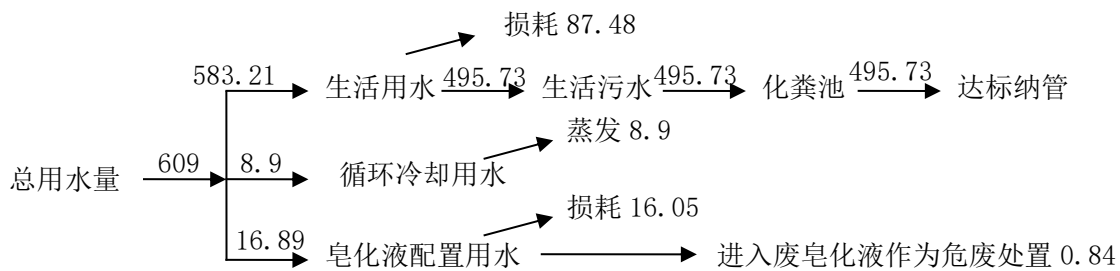 损耗 87.48
583.21
生活用水
495.73
生活污水
495.73
化粪池
495.73
达标纳管
蒸发 8.9
总用水量
609
8.9
循环冷却用水
损耗 16.05
16.89
皂化液配置用水
进入废皂化液作为危废处置 0.84